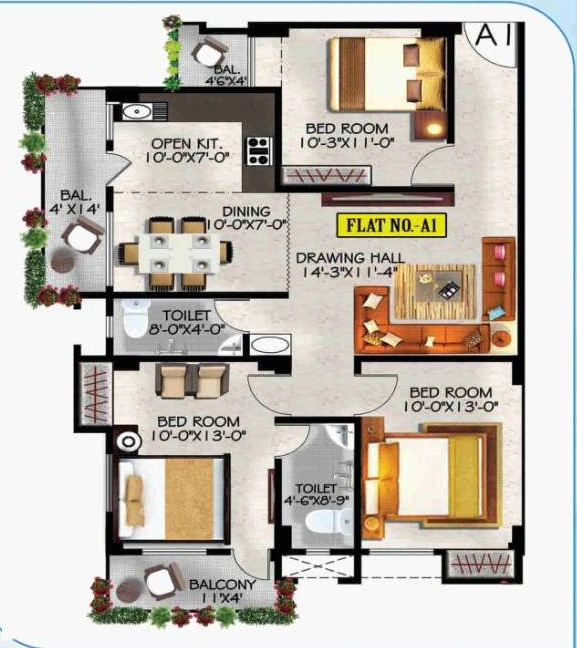 A1
BAL.
4'6"X4'
BED ROOM
10'-3"X11'-0"
OPEN KIT.
10'-0"X7'-0"
BAL.
4' X14'
DINING
10'-0"X7'-0"
FLAT NO.-A1
DRAWING HALL
14'-3"X11'-4"
TOILET
8'-0"X4'-0"
BED ROOM
10'-0"X13'-0"
BED ROOM
10'-0"X13'-0"
TOILET
4'-6"X8'-9"
BALCONY
11'X4'